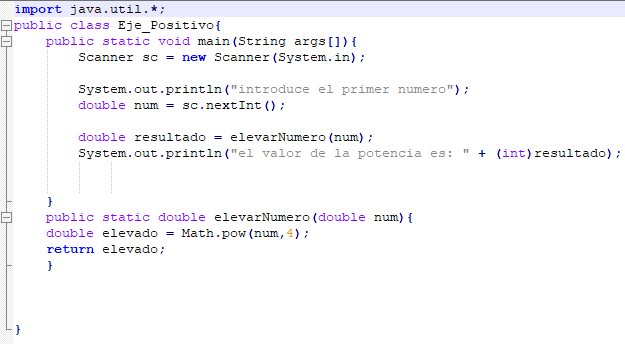 import java.util.*;
public class Eje_Positivo{
public static void main(String args[]){
Scanner sc = new Scanner(System.in);
System.out.println("introduce el primer numero");
double num = sc.nextInt();
double resultado = elevarNumero(num);
System.out.println("el valor de la potencia es: " + (int)resultado);
}
public static double elevarNumero(double num){
double elevado = Math.pow(num,4);
return elevado;
}
}